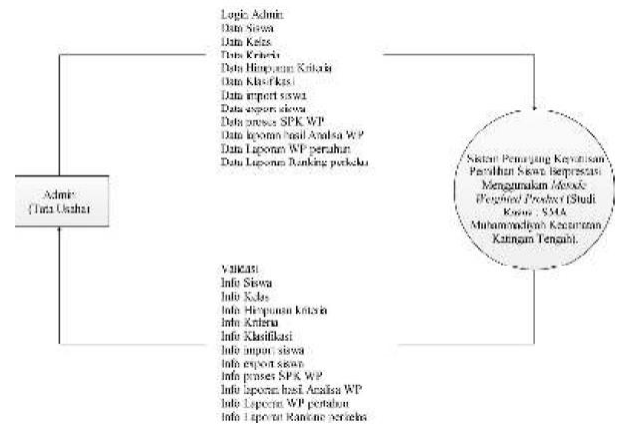 Login Admin
Data Siswa
Data Kelas
Data Kriteria
Data Himpunan Kriteria
Data Klasifikasi
Data import siswa
Data export siswa
Data proses SPK WP
Data laporan hasil Analisa WP
Data Laporan WP pertahun
Data Laporan Ranking perkelas
Admin
(Tata Usaha)
Sistem Penunjang Keputusan
Pemilihan Siswa Berprestasi
Menggunakan Metode
Weighted Product (Studi
Kasus : SMA
Muhammadiyah Kecamatan
Katingan Tengah).
Validasi
Info Siswa
Info Kelas
Info Himpunan kriteria
Info Kriteria
Info Klasifikasi
Info import siswa
Info export siswa
Info proses SPK WP
Info laporan hasil Analisa WP
Info Laporan WP pertahun
Info Laporan Ranking perkelas